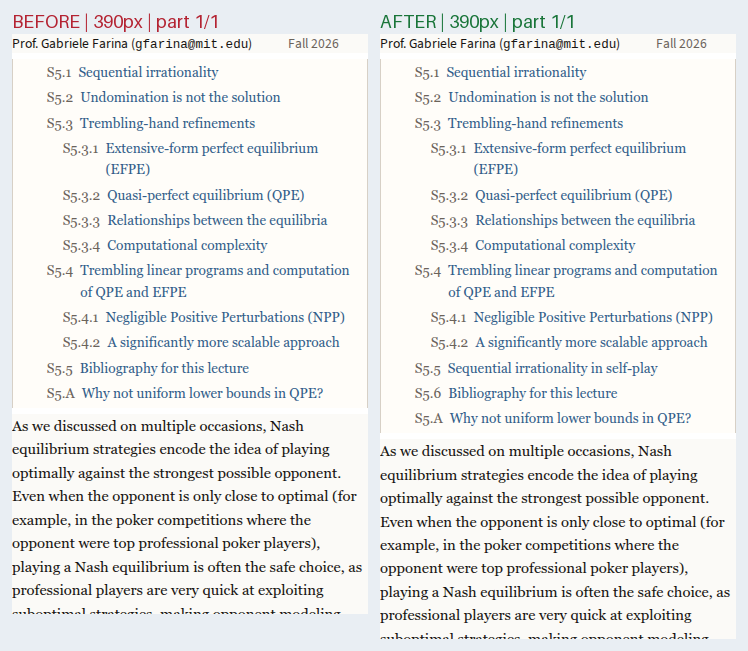 BEFORE | 390px | part 1/1
Prof. Gabriele Farina (gfarina@mit.edu) Fall 2026
S5.1 Sequential irrationality
S5.2 Undomination is not the solution
S5.3 Trembling-hand refinements
S5.3.1 Extensive-form perfect equilibrium
(EFPE)
S5.3.2 Quasi-perfect equilibrium (QPE)
S5.3.3 Relationships between the equilibria
S5.3.4 Computational complexity
S5.4 Trembling linear programs and computation
of QPE and EFPE
S5.4.1 Negligible Positive Perturbations (NPP)
S5.4.2 A significantly more scalable approach
S5.5 Bibliography for this lecture
S5.A Why not uniform lower bounds in QPE?
As we discussed on multiple occasions, Nash
equilibrium strategies encode the idea of playing
optimally against the strongest possible opponent.
Even when the opponent is only close to optimal (for
example, in the poker competitions where the
opponent were top professional poker players),
playing a Nash equilibrium is often the safe choice, as
professional players are very quick at exploiting
suboptimal strategies, making opponent modeling
AFTER | 390px | part 1/1
Prof. Gabriele Farina (gfarina@mit.edu) Fall 2026
S5.1 Sequential irrationality
S5.2 Undomination is not the solution
S5.3 Trembling-hand refinements
S5.3.1 Extensive-form perfect equilibrium
(EFPE)
S5.3.2 Quasi-perfect equilibrium (QPE)
S5.3.3 Relationships between the equilibria
S5.3.4 Computational complexity
S5.4 Trembling linear programs and computation
of QPE and EFPE
S5.4.1 Negligible Positive Perturbations (NPP)
S5.4.2 A significantly more scalable approach
S5.5 Sequential irrationality in self-play
S5.6 Bibliography for this lecture
S5.A Why not uniform lower bounds in QPE?
As we discussed on multiple occasions, Nash
equilibrium strategies encode the idea of playing
optimally against the strongest possible opponent.
Even when the opponent is only close to optimal (for
example, in the poker competitions where the
opponent were top professional poker players),
playing a Nash equilibrium is often the safe choice, as
professional players are very quick at exploiting
suboptimal strategies, making opponent modeling